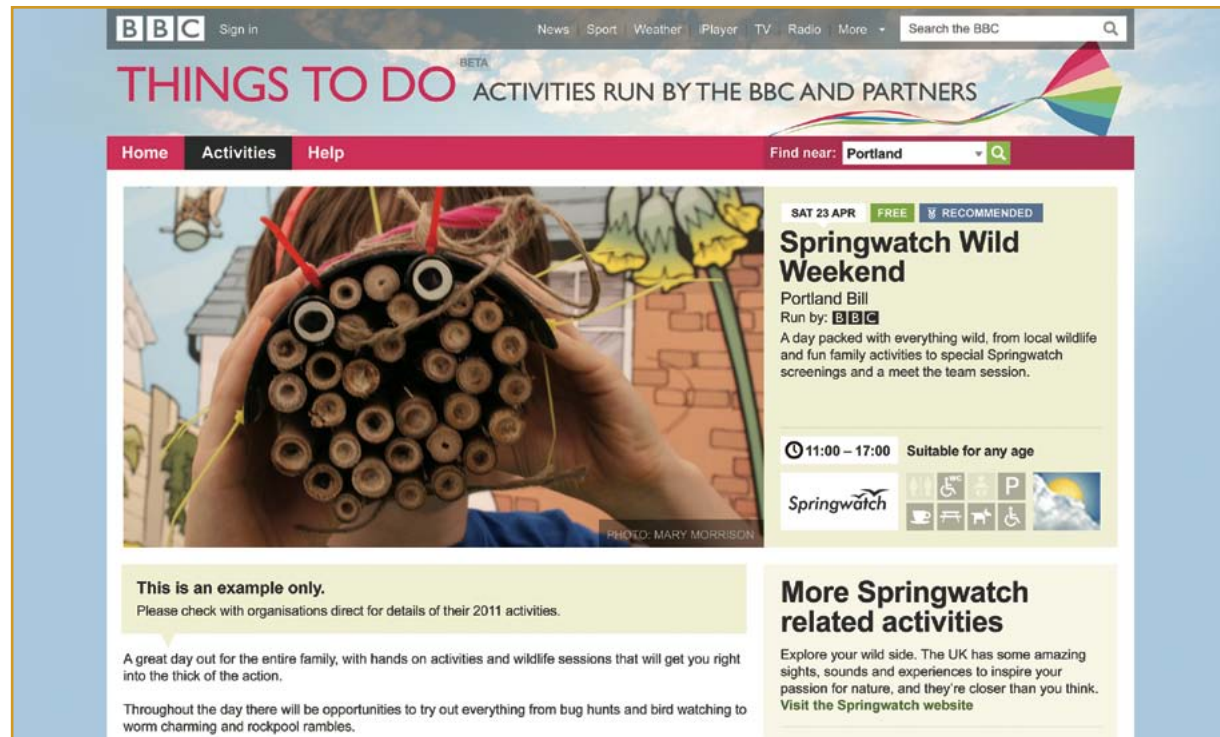 BBC Sign in News Sport Weather iPlayer TV Radio More Search the BBC
BETA
THINGS TO DO ACTIVITIES RUN BY THE BBC AND PARTNERS
Home Activities Help Find near: Portland
SAT 23 APR FREE RECOMMENDED
Springwatch Wild
Weekend
Portland Bill
Run by: BBC
A day packed with everything wild, from local wildlife
and fun family activities to special Springwatch
screenings and a meet the team session.
11:00 – 17:00 Suitable for any age
Springwatch
WC
P
PHOTO: MARY MORRISON
This is an example only.
Please check with organisations direct for details of their 2011 activities.
A great day out for the entire family, with hands on activities and wildlife sessions that will get you right
into the thick of the action.
Throughout the day there will be opportunities to try out everything from bug hunts and bird watching to
worm charming and rockpool rambles.
More Springwatch
related activities
Explore your wild side. The UK has some amazing
sights, sounds and experiences to inspire your
passion for nature, and they're closer than you think.
Visit the Springwatch website